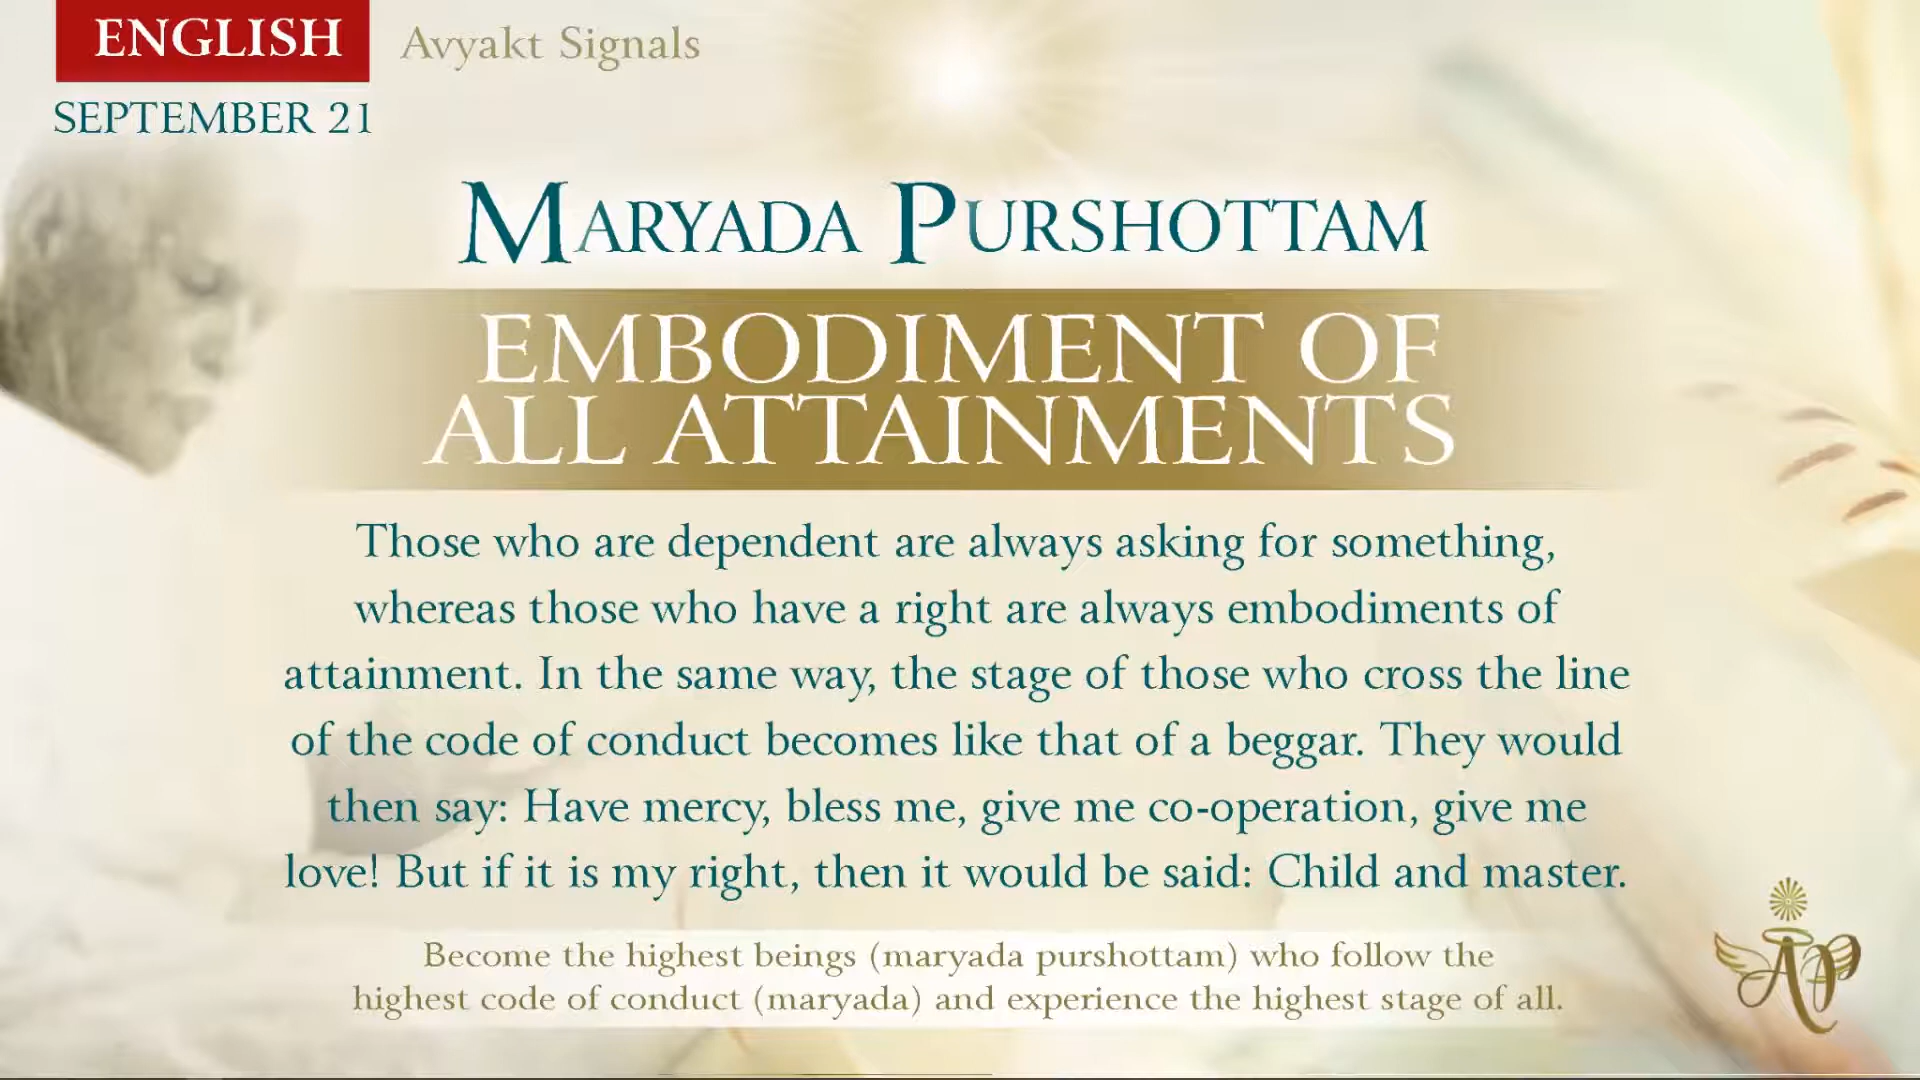 ENGLISH
Avyakt Signals
SEPTEMBER 21
MARYADA PURSHOTTAM
EMBODIMENT OF
ALL ATTAINMENTS
Those who are dependent are always asking for something,
whereas those who have a right are always embodiments of
attainment. In the same way, the stage of those who cross the line
of the code of conduct becomes like that of a beggar. They would
then say: Have mercy, bless me, give me co-operation, give me
love! But if it is my right, then it would be said: Child and master.
Become the highest beings (maryada purshottam) who follow the
highest code of conduct (maryada) and experience the highest stage of all.
AP